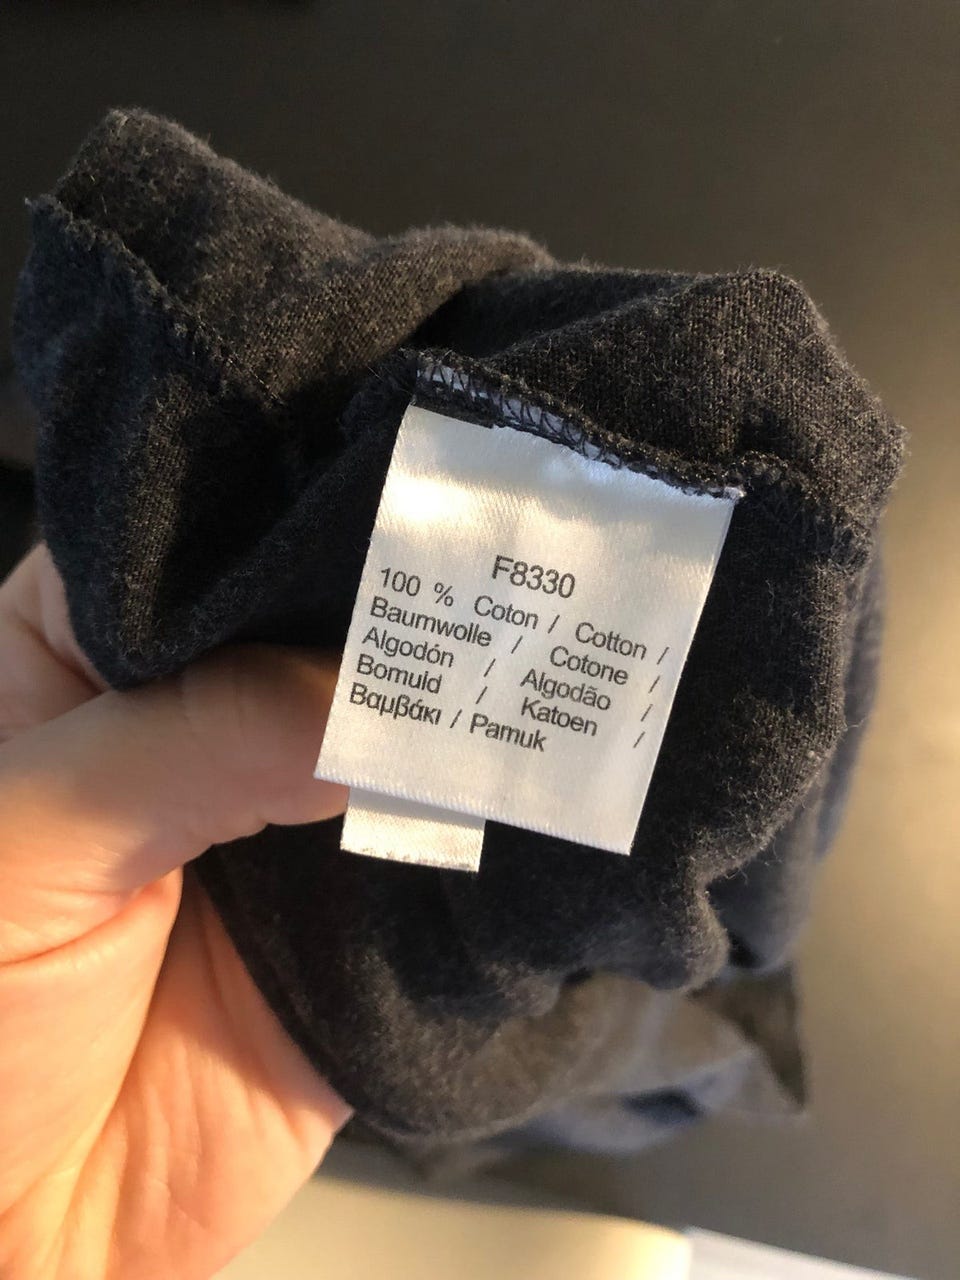 F8330
100 % Coton / Cotton /
Baumwolle / Cotone /
Algodón / Algodão /
Bomuld / Katoen /
Βαμβάκι / Pamuk